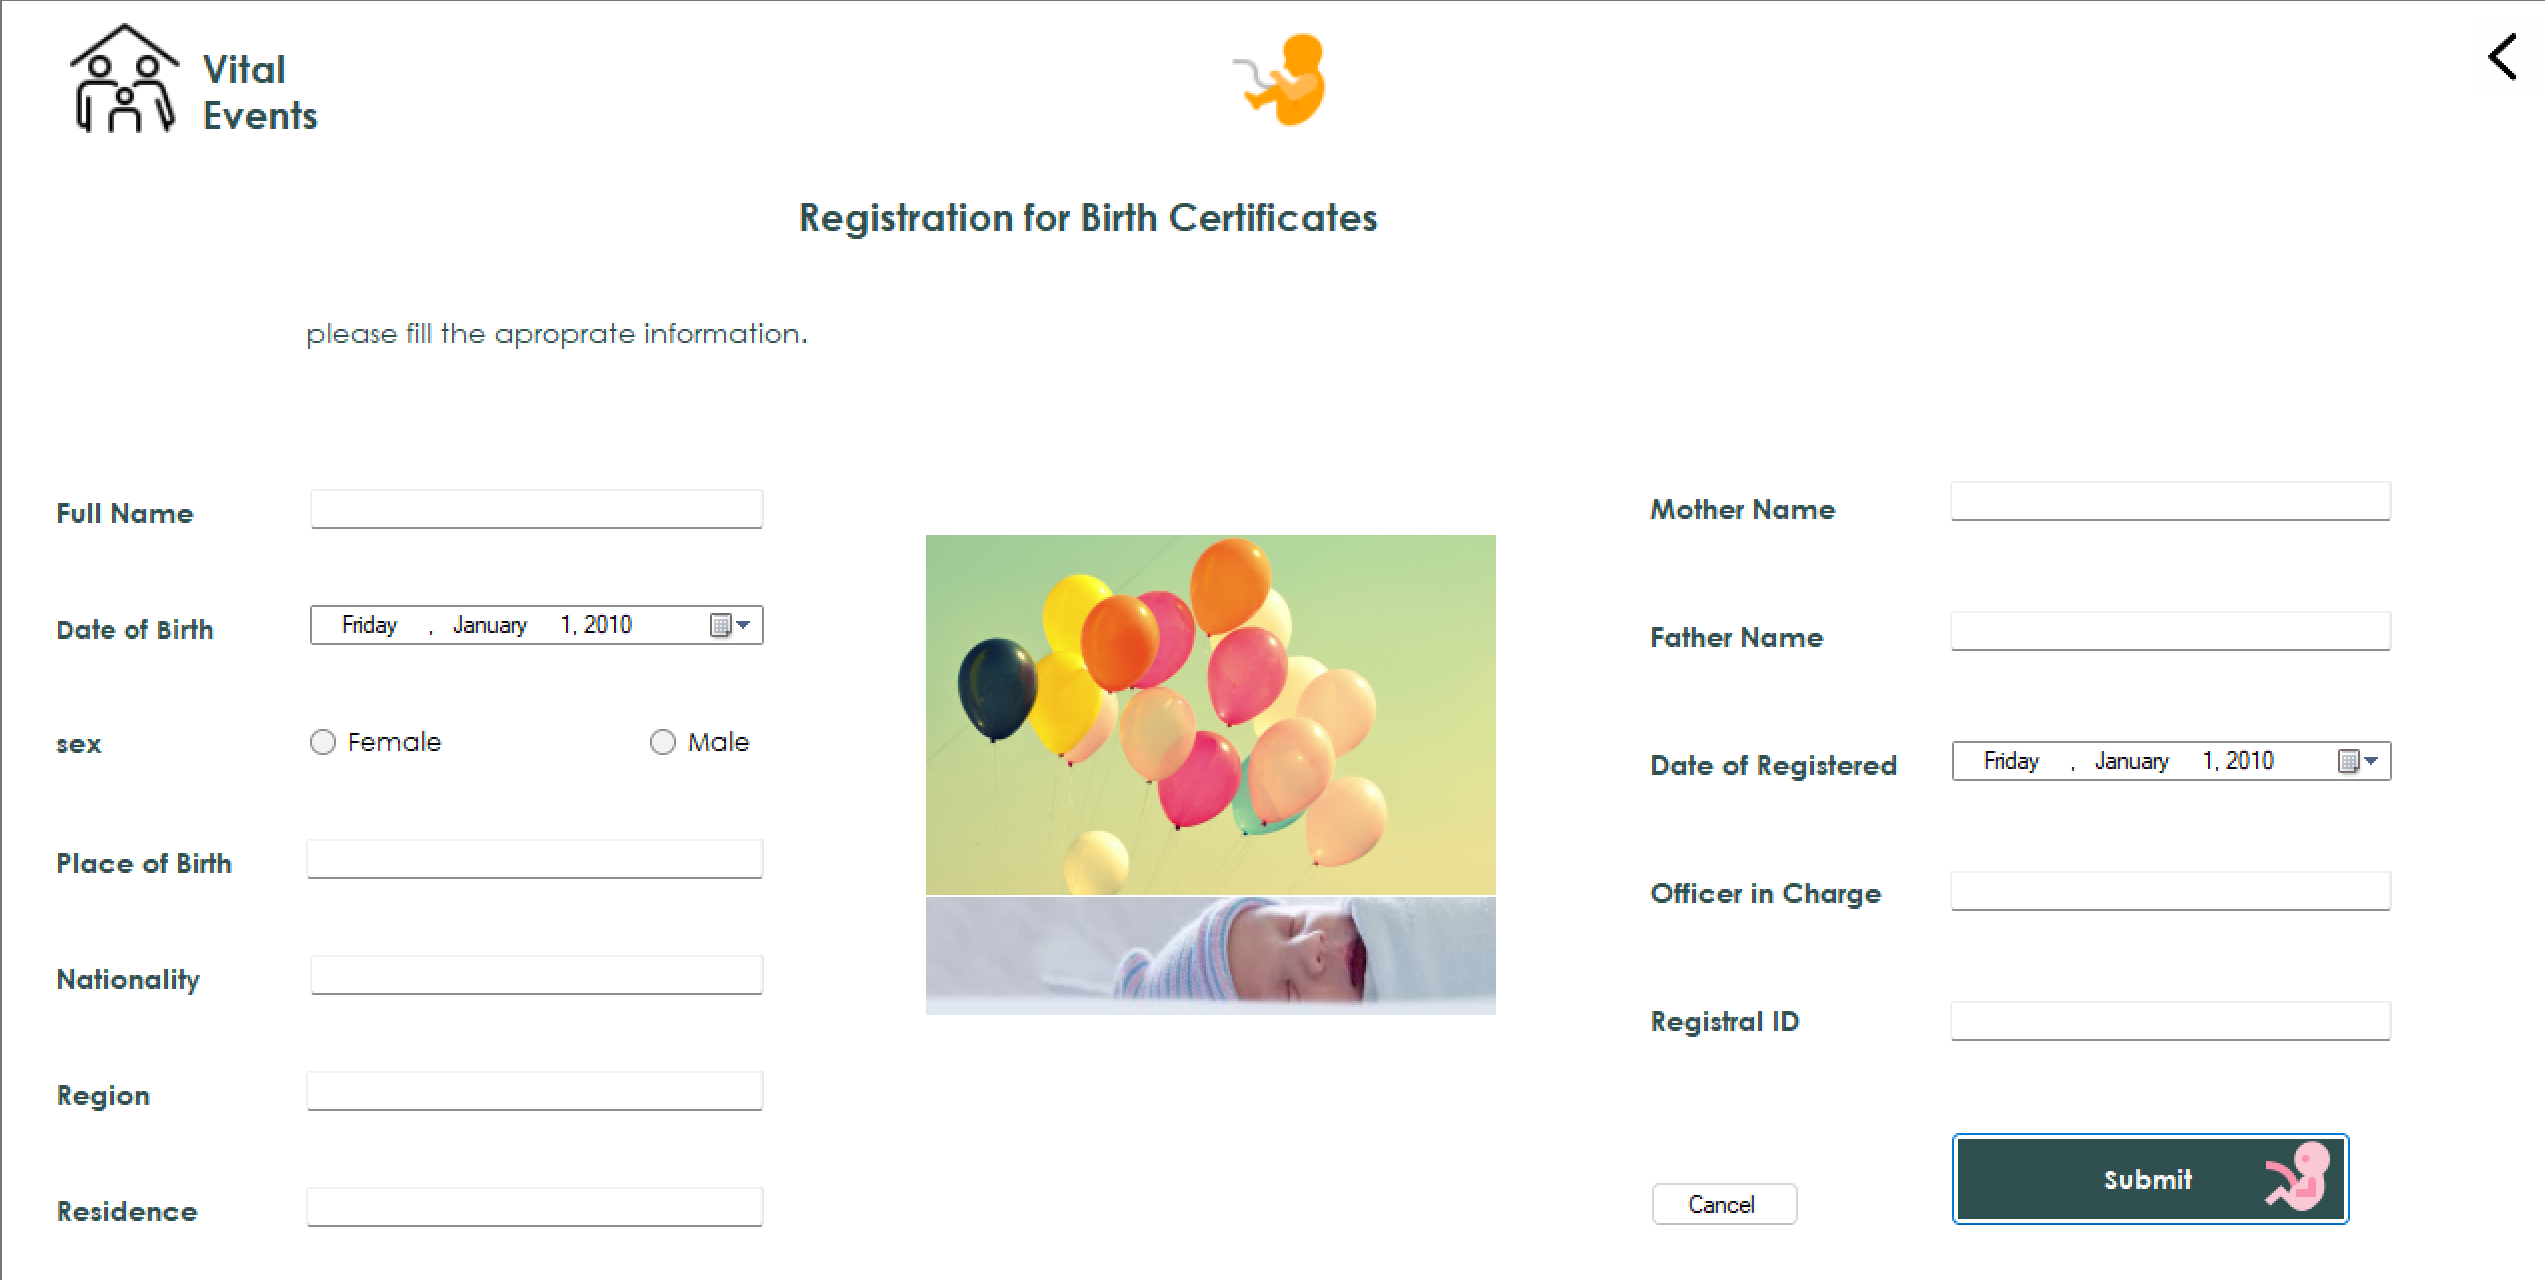 Vital
Events
Registration for Birth Certificates
please fill the aproprate information.
Full Name
Date of Birth
Friday , January 1, 2010
sex
Female
Male
Place of Birth
Nationality
Region
Residence
Mother Name
Father Name
Date of Registered
Friday , January 1, 2010
Officer in Charge
Registral ID
Cancel
Submit